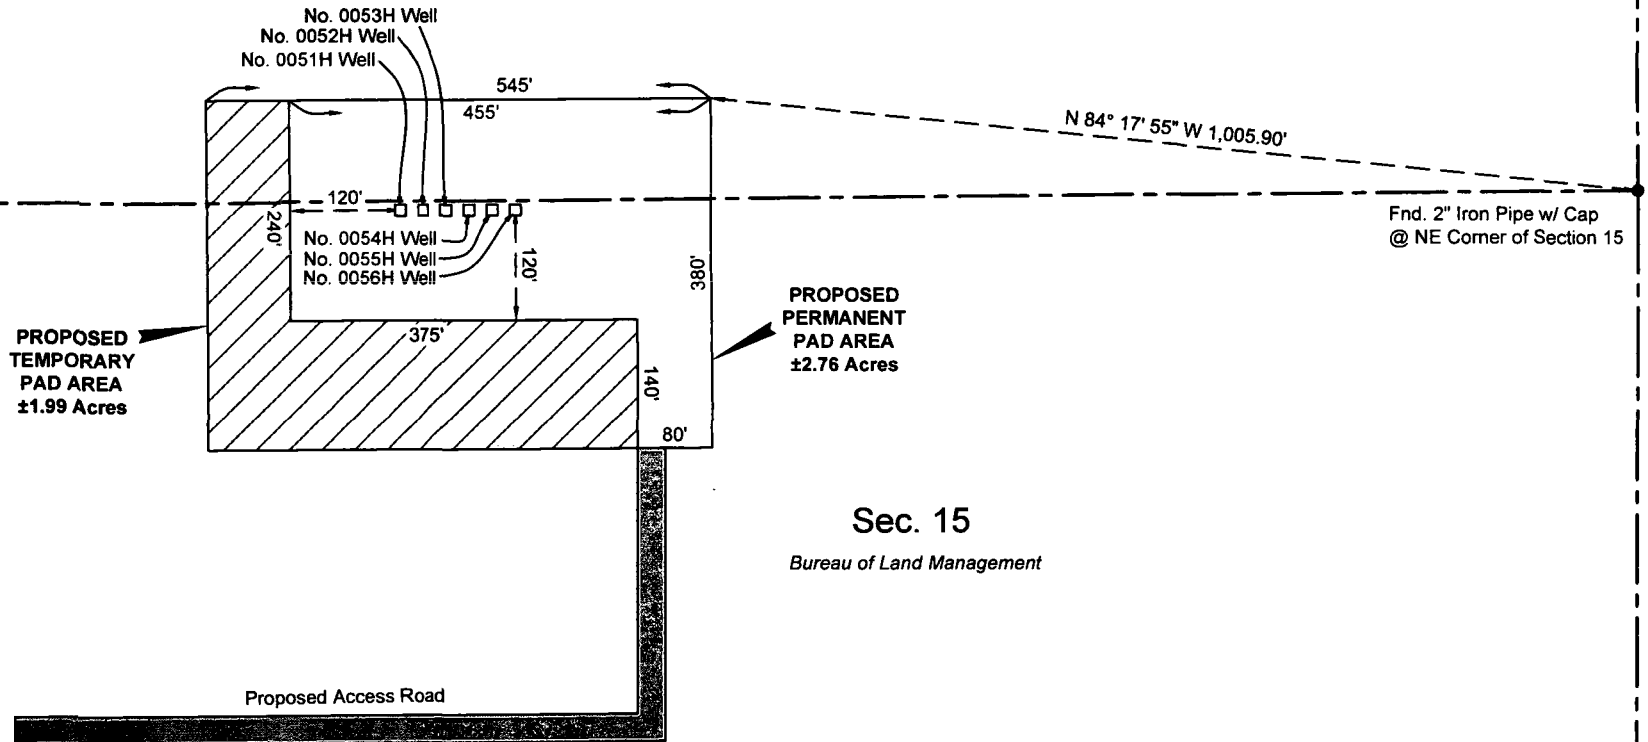 No. 0053H Well
No. 0052H Well
No. 0051H Well
545'
455'
N 84° 17' 55" W 1,005.90'
120'
240'
No. 0054H Well
No. 0055H Well
No. 0056H Well
120'
380'
Fnd. 2" Iron Pipe w/ Cap
@ NE Corner of Section 15
PROPOSED
TEMPORARY
PAD AREA
±1.99 Acres
375'
PROPOSED
PERMANENT
PAD AREA
±2.76 Acres
140'
80'
Sec. 15
Bureau of Land Management
Proposed Access Road